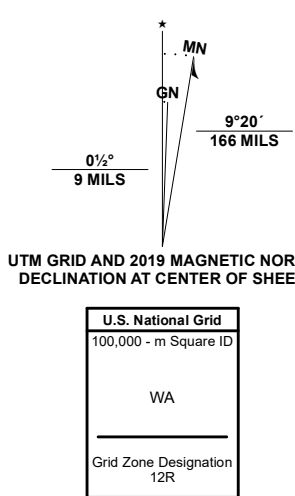 ★
MN
GN
9°20´
166 MILS
0½°
9 MILS
UTM GRID AND 2019 MAGNETIC NOR
DECLINATION AT CENTER OF SHEE
U.S. National Grid
100,000 - m Square ID
WA
Grid Zone Designation
12R